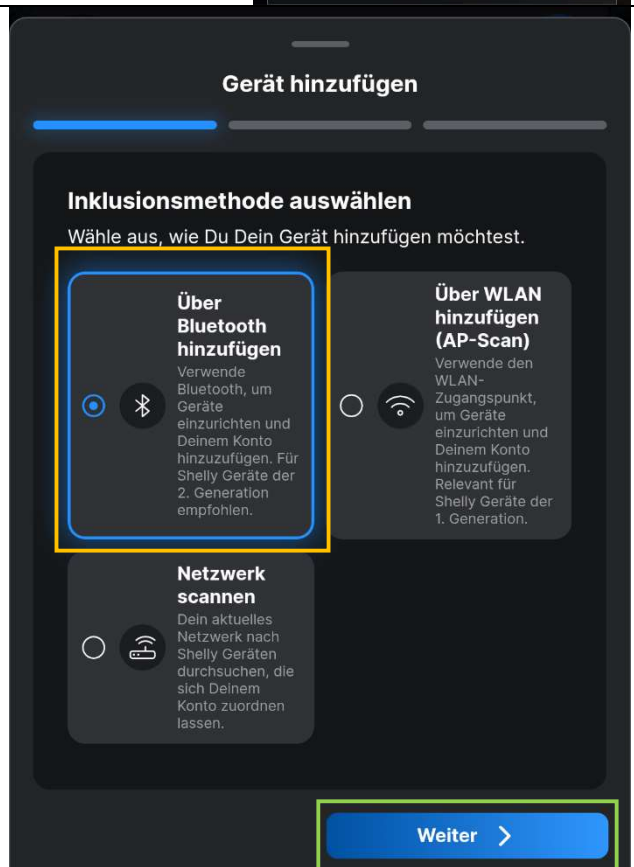 Gerät hinzufügen
Inklusionsmethode auswählen
Wähle aus, wie Du Dein Gerät hinzufügen möchtest.
Über
Bluetooth
hinzufügen
Verwende
Bluetooth, um
Geräte
einzurichten und
Deinem Konto
hinzuzufügen. Für
Shelly Geräte der
2. Generation
empfohlen.
Über WLAN
hinzufügen
(AP-Scan)
Verwende den
WLAN-
Zugangspunkt,
um Geräte
einzurichten und
Deinem Konto
hinzuzufügen.
Relevant für
Shelly Geräte der
1. Generation.
Netzwerk
scannen
Dein aktuelles
Netzwerk nach
Shelly Geräten
durchsuchen, die
sich Deinem
Konto zuordnen
lassen.
Weiter